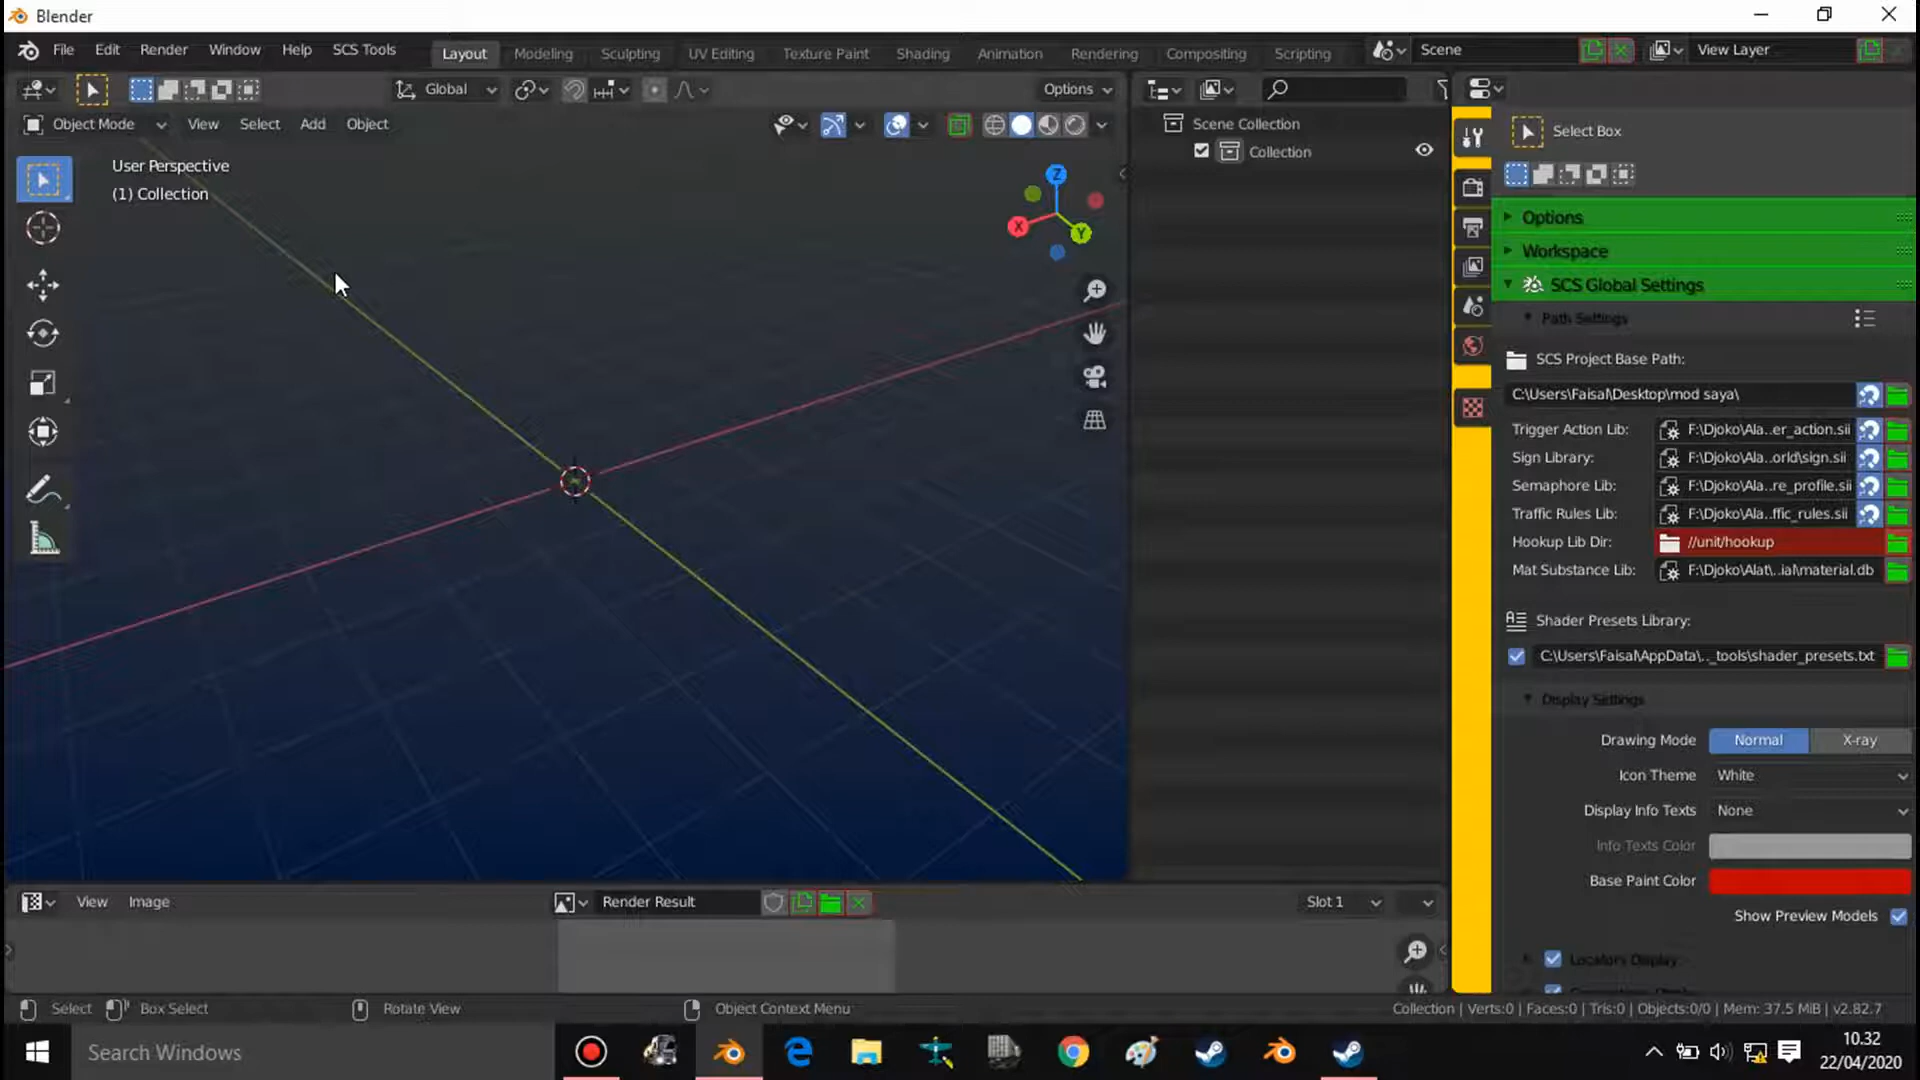 Blender
File Edit Render Window Help SCS Tools Layout Modeling Sculpting UV Editing Texture Paint Shading Animation Rendering Compositing Scripting Scene View Layer
Global Options
Object Mode View Select Add Object
User Perspective
(1) Collection
Z
X
Y
Scene Collection
Collection
Select Box
Options
Workspace
SCS Global Settings
Path Settings
SCS Project Base Path:
C:\Users\Faisal\Desktop\mod saya\
Trigger Action Lib: F:\Djoko\Ala..er_action.sii
Sign Library: F:\Djoko\Ala..orld\sign.sii
Semaphore Lib: F:\Djoko\Ala..re_profile.sii
Traffic Rules Lib: F:\Djoko\Ala..ffic_rules.sii
Hookup Lib Dir: //unit/hookup
Mat Substance Lib: F:\Djoko\Alat\..ial\material.db
Shader Presets Library:
C:\Users\Faisal\AppData\.._tools\shader_presets.txt
Display Settings
Drawing Mode Normal X-ray
Icon Theme White
Display Info Texts None
Info Texts Color
Base Paint Color
Show Preview Models
Locators Display
View Image Render Result Slot 1
Select Box Select Rotate View Object Context Menu Collection | Verts:0 | Faces:0 | Tris:0 | Objects:0/0 | Mem: 37.5 MiB | v2.82.7
Search Windows
10.32
22/04/2020